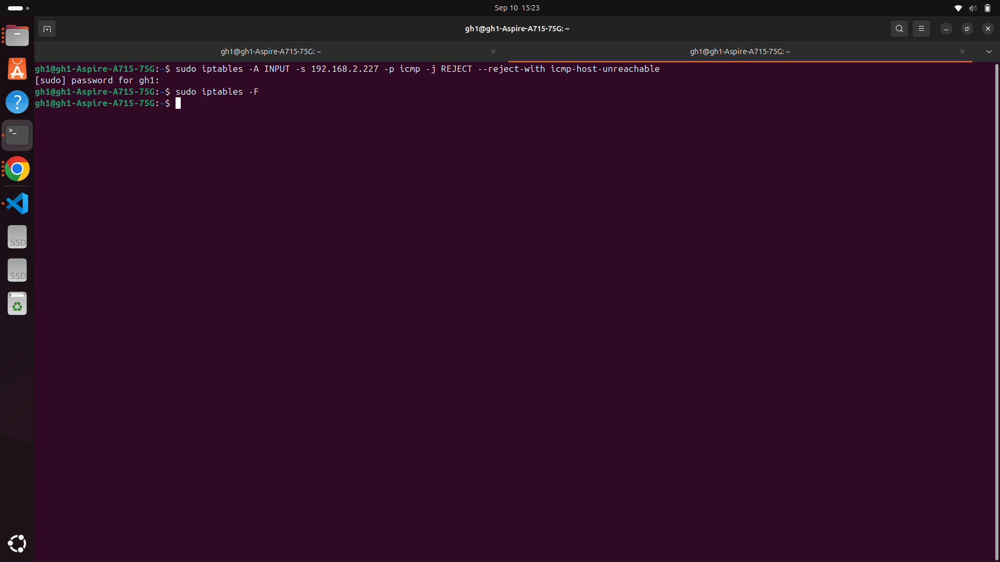 Sep 10 15:23
gh1@gh1-Aspire-A715-75G: ~
gh1@gh1-Aspire-A715-75G: ~
gh1@gh1-Aspire-A715-75G: ~
gh1@gh1-Aspire-A715-75G:~$ sudo iptables -A INPUT -s 192.168.2.227 -p icmp -j REJECT --reject-with icmp-host-unreachable
[sudo] password for gh1:
gh1@gh1-Aspire-A715-75G:~$ sudo iptables -F
gh1@gh1-Aspire-A715-75G:~$
SSD
SSD